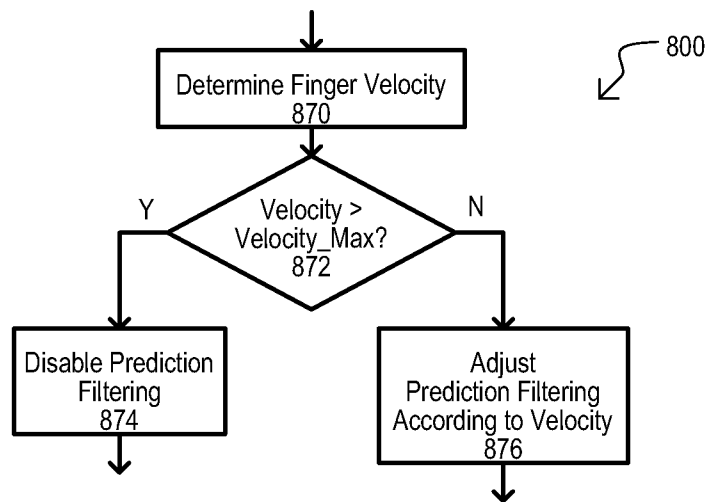 800
Determine Finger Velocity
870
Y
N
Velocity >
Velocity_Max?
872
Disable Prediction
Filtering
874
Adjust
Prediction Filtering
According to Velocity
876